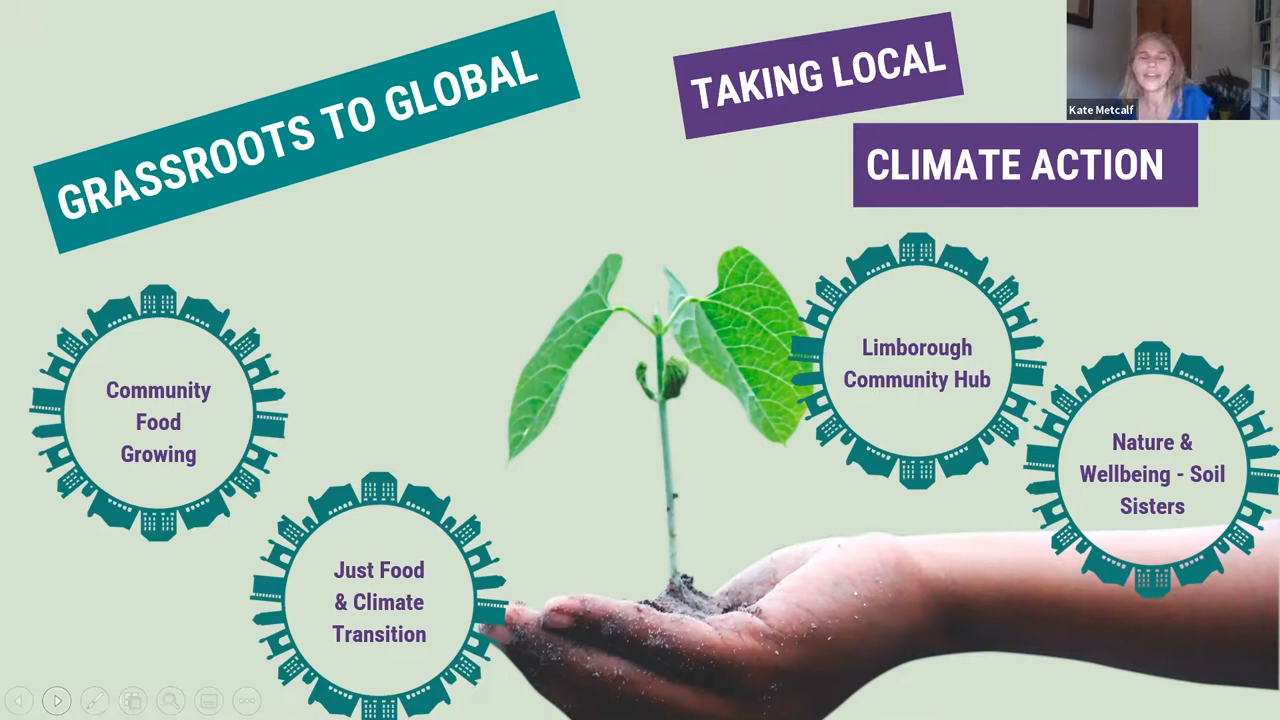 GRASSROOTS TO GLOBAL
TAKING LOCAL
CLIMATE ACTION
Kate Metcalf
Community
Food
Growing
Just Food
& Climate
Transition
Limborough
Community Hub
Nature &
Wellbeing - Soil
Sisters